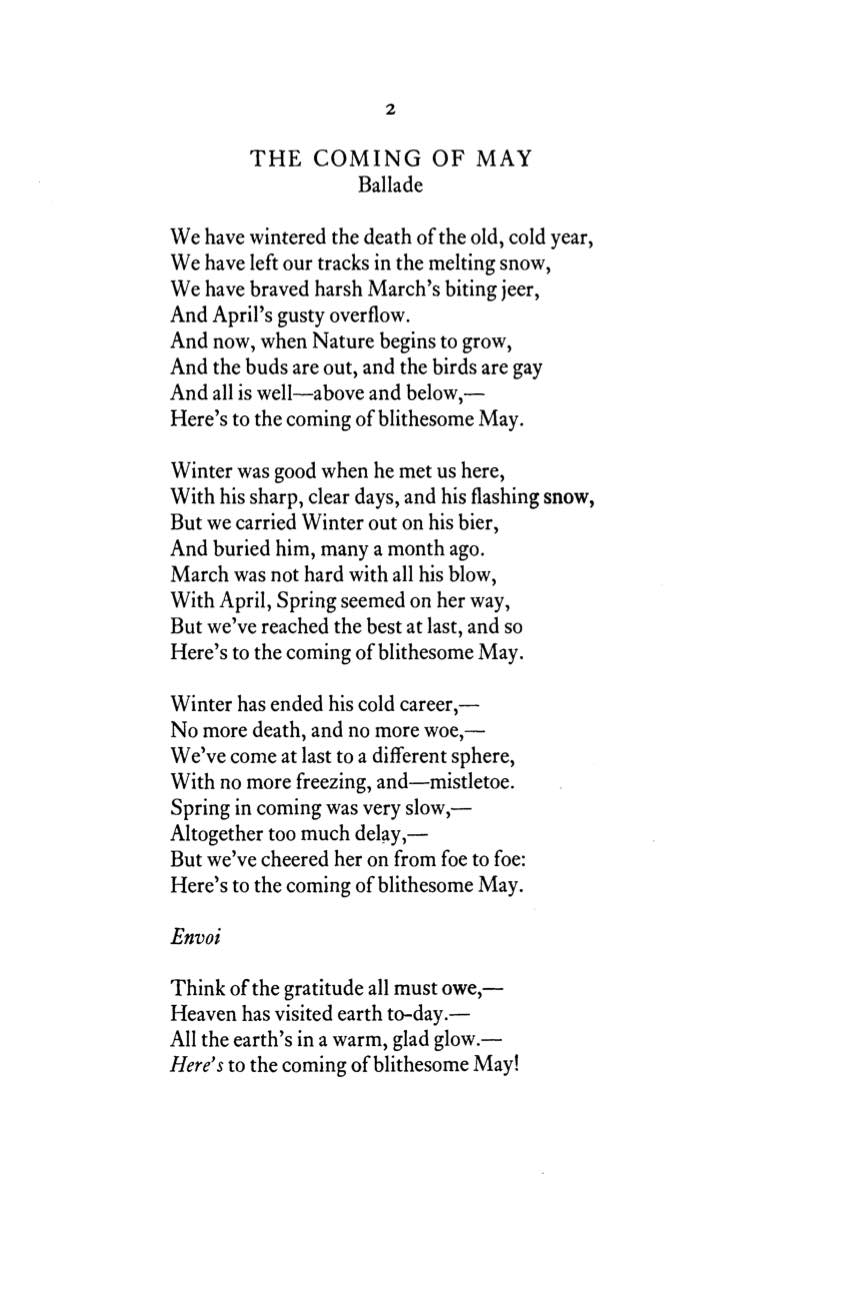 2
THE COMING OF MAY
Ballade
We have wintered the death of the old, cold year,
We have left our tracks in the melting snow,
We have braved harsh March's biting jeer,
And April's gusty overflow.
And now, when Nature begins to grow,
And the buds are out, and the birds are gay
And all is well—above and below,—
Here's to the coming of blithesome May.
Winter was good when he met us here,
With his sharp, clear days, and his flashing snow,
But we carried Winter out on his bier,
And buried him, many a month ago.
March was not hard with all his blow,
With April, Spring seemed on her way,
But we've reached the best at last, and so
Here's to the coming of blithesome May.
Winter has ended his cold career,—
No more death, and no more woe,—
We've come at last to a different sphere,
With no more freezing, and—mistletoe.
Spring in coming was very slow,—
Altogether too much delay,—
But we've cheered her on from foe to foe:
Here's to the coming of blithesome May.
Envoi
Think of the gratitude all must owe,—
Heaven has visited earth to-day.—
All the earth's in a warm, glad glow.—
Here's to the coming of blithesome May!